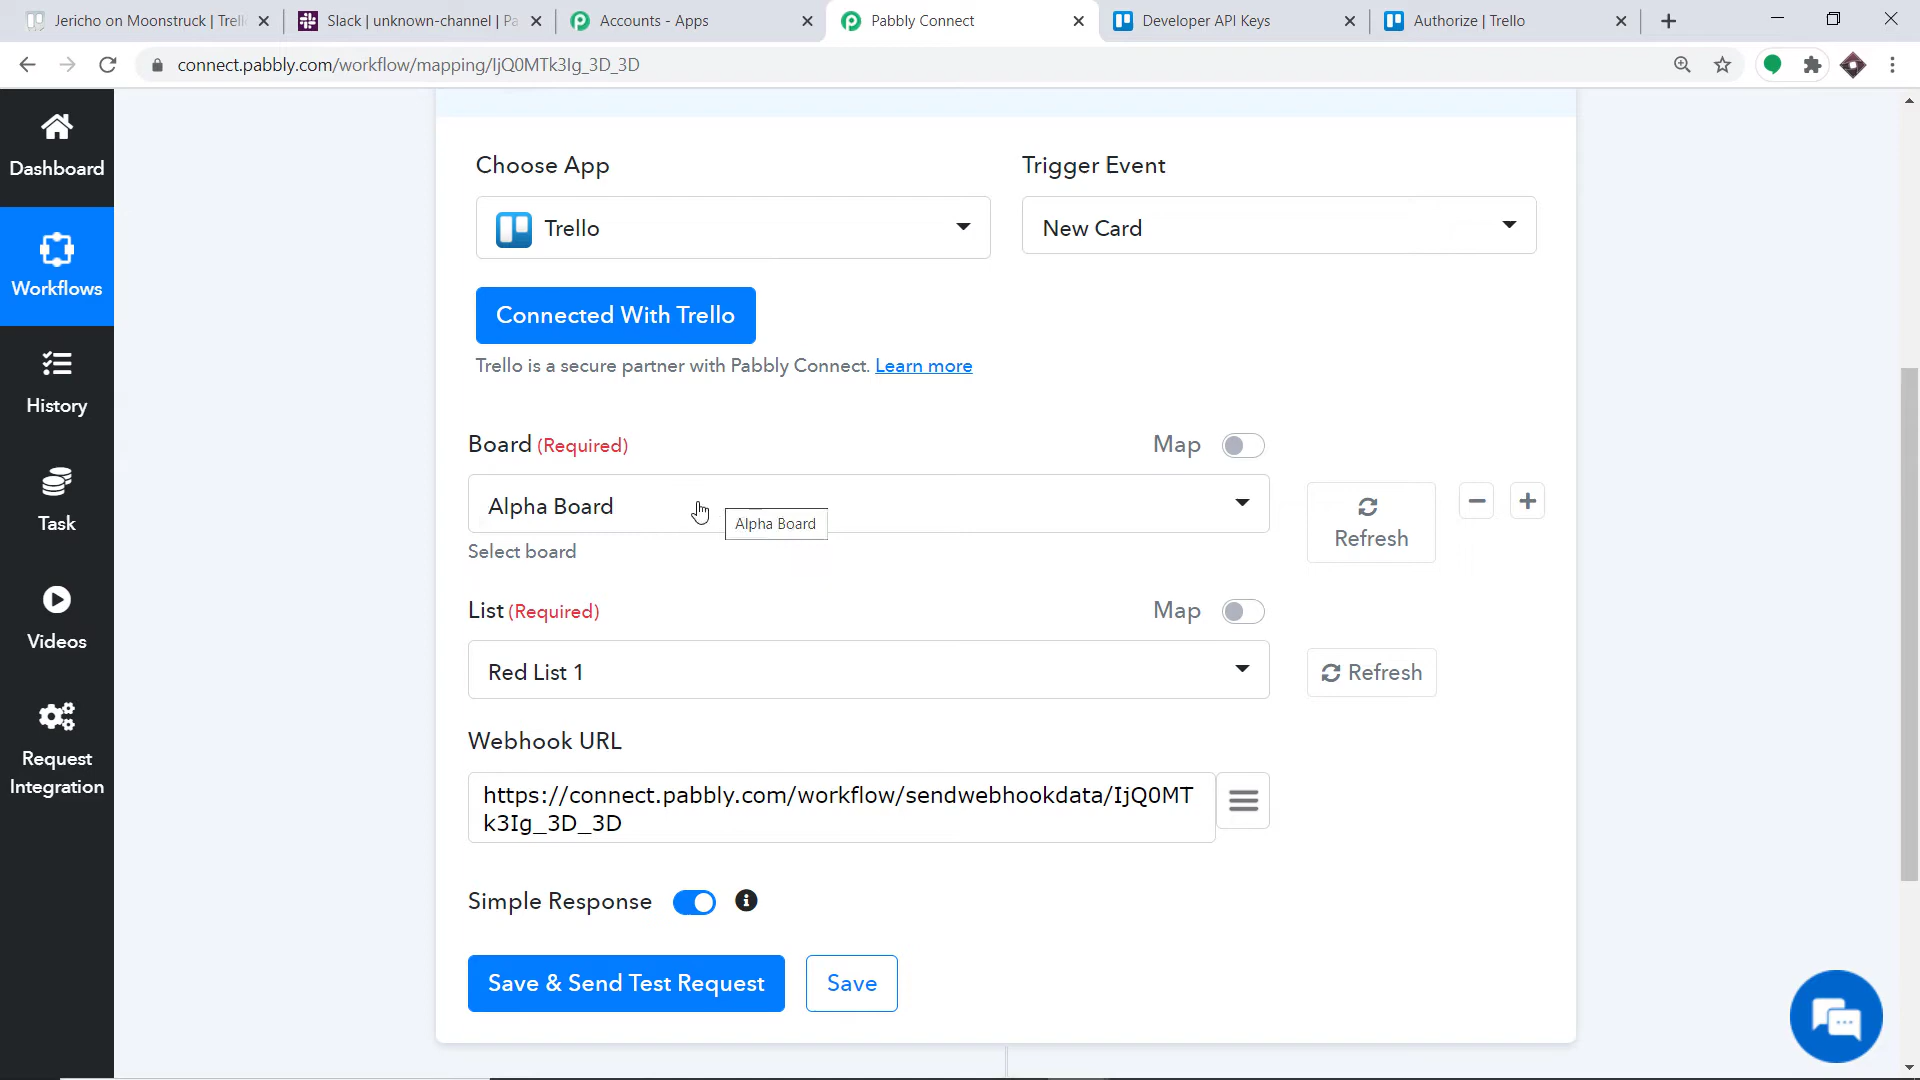 Jericho on Moonstruck | Trell
Slack | unknown-channel | Pa
Accounts - Apps
Pabbly Connect
Developer API Keys
Authorize | Trello
connect.pabbly.com/workflow/mapping/IjQ0MTk3Ig_3D_3D
Dashboard
Workflows
History
Task
Videos
Request
Integration
Choose App
Trigger Event
Trello
New Card
Connected With Trello
Trello is a secure partner with Pabbly Connect. Learn more
Board (Required)
Map
Alpha Board
Alpha Board
Refresh
Select board
List (Required)
Map
Red List 1
Refresh
Webhook URL
https://connect.pabbly.com/workflow/sendwebhookdata/IjQ0MT
k3Ig_3D_3D
Simple Response
Save & Send Test Request
Save